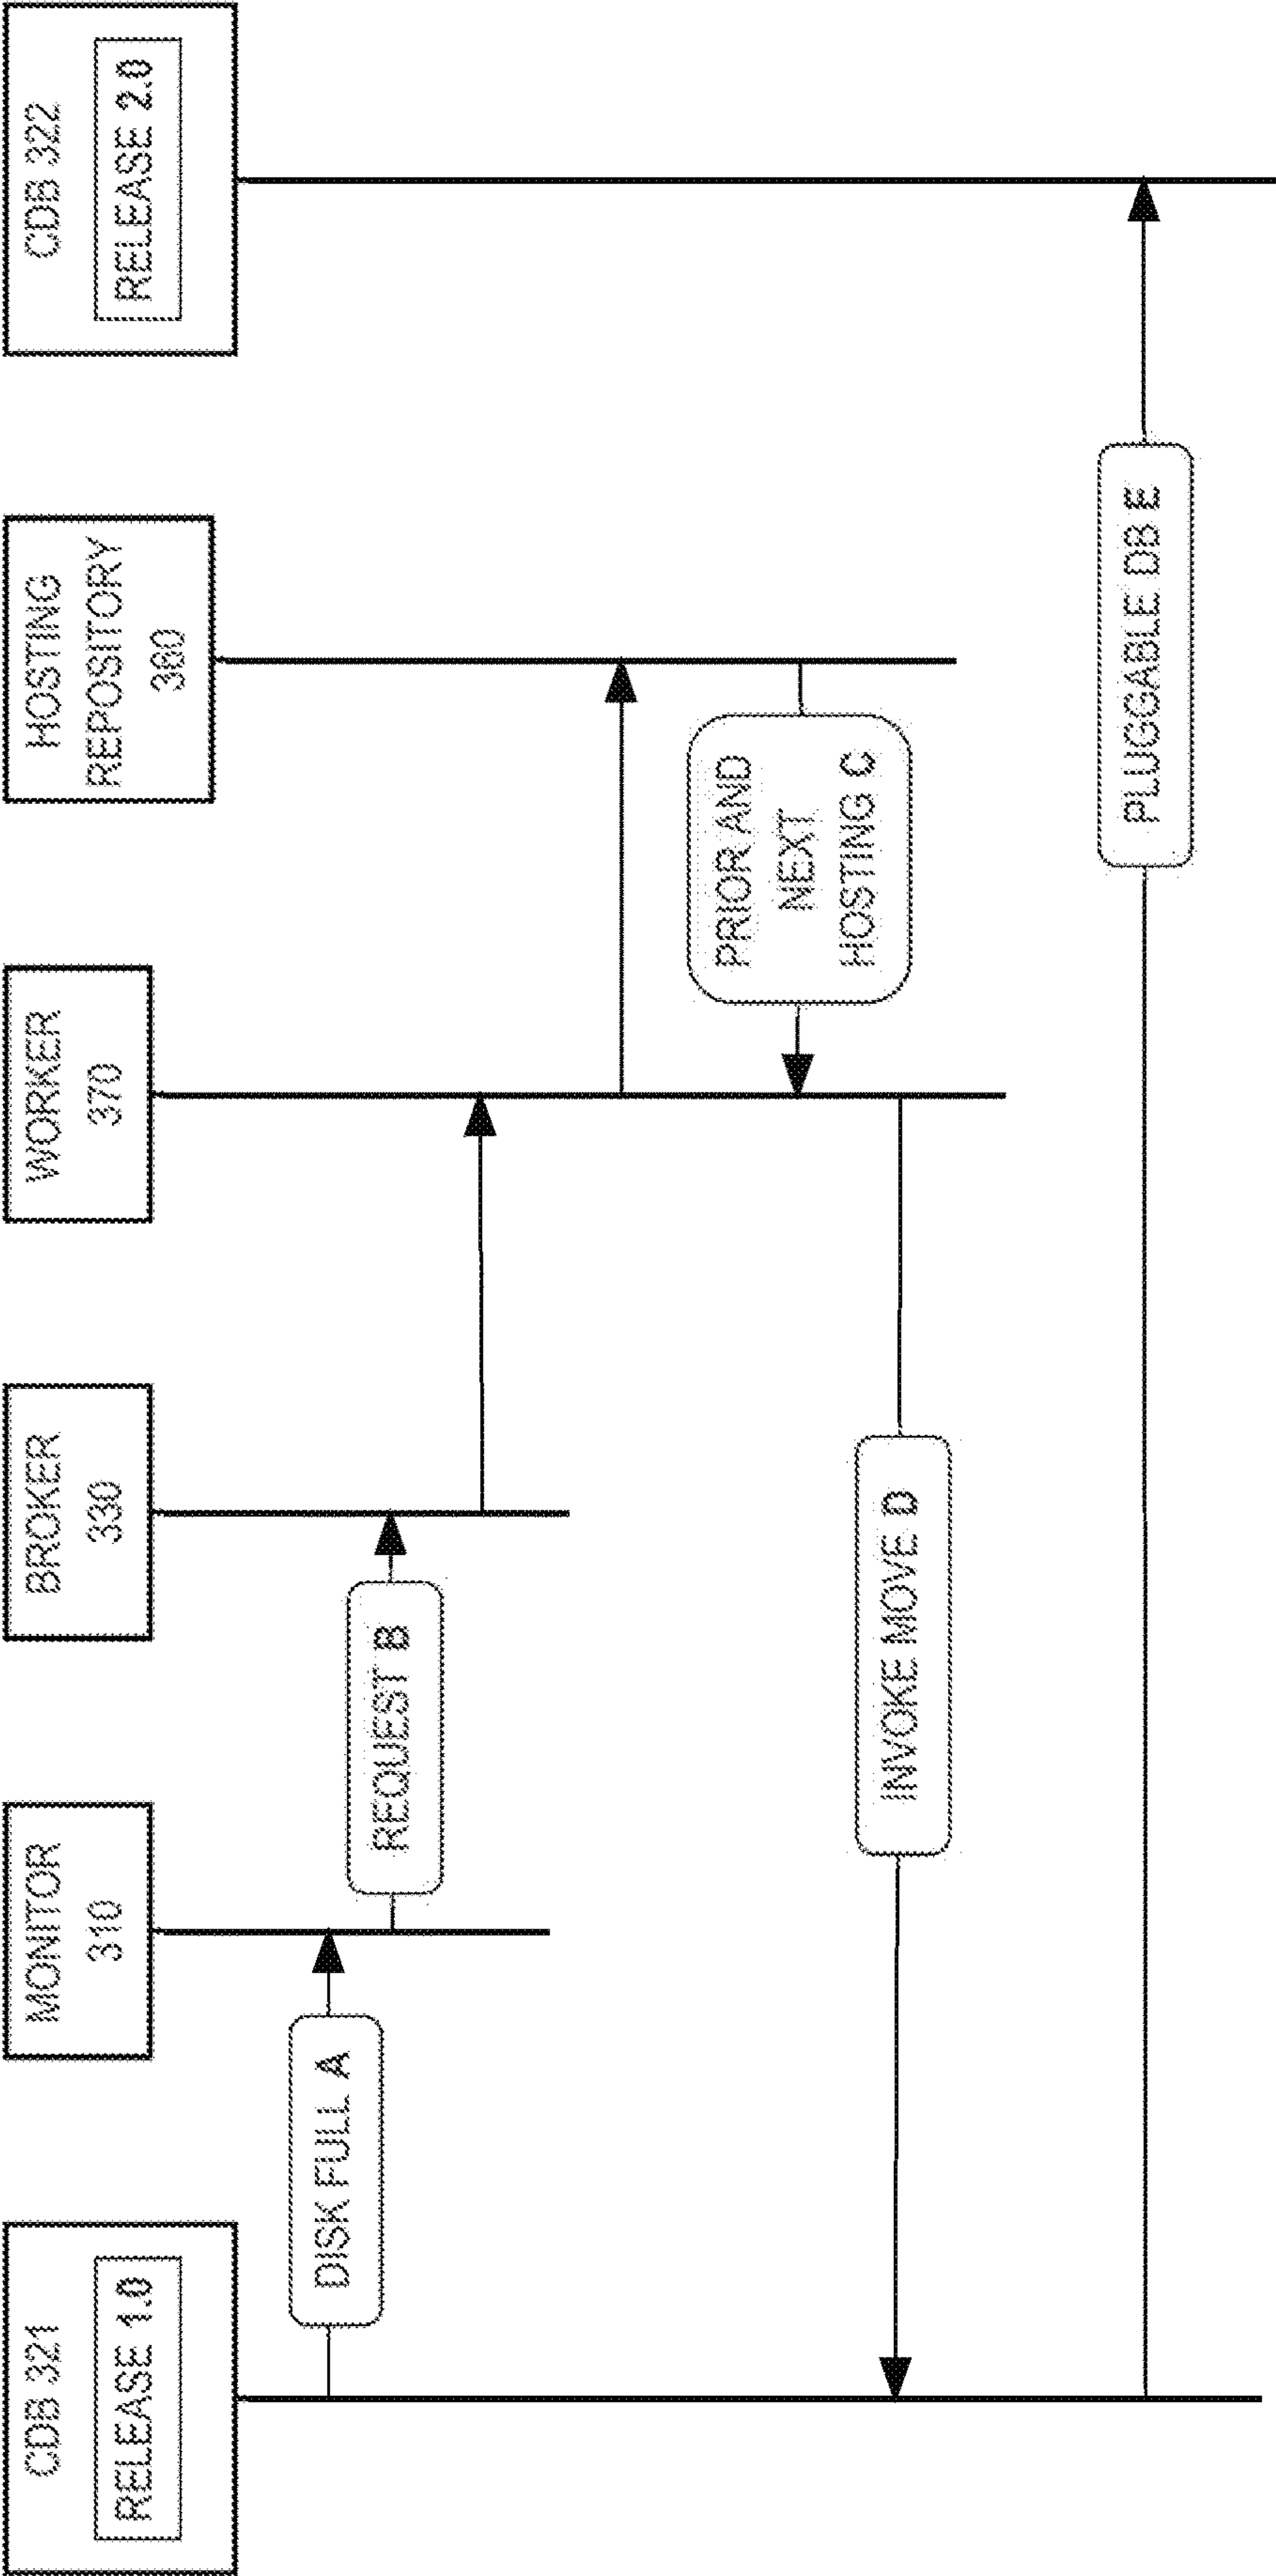 CDB 321
RELEASE 1.0
MONITOR
310
BROKER
330
WORKER
370
HOSTING
REPOSITORY
380
CDB 322
RELEASE 2.0
DISK FULL A
REQUEST B
PRIOR AND
NEXT
HOSTING C
INVOKE MOVE D
PLUGGABLE DB E